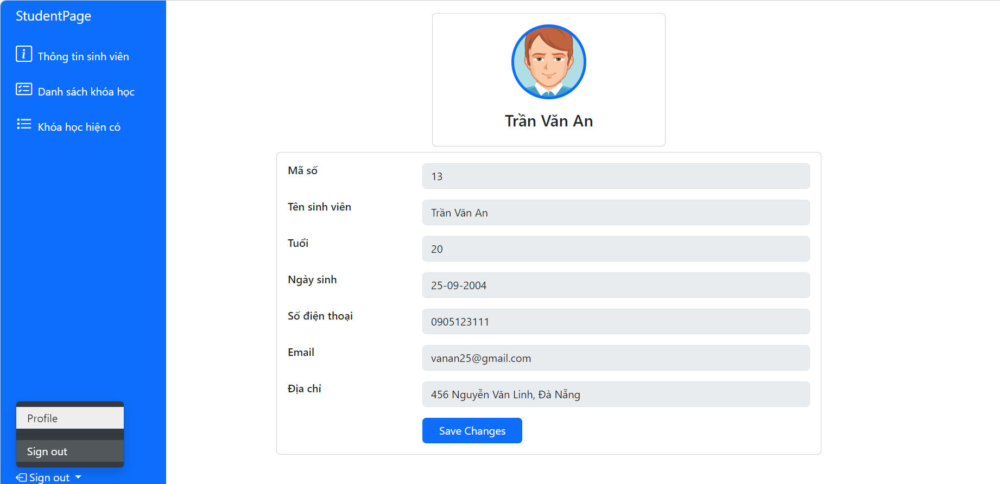 StudentPage
Thông tin sinh viên
Danh sách khóa học
Khóa học hiện có
Profile
Sign out
Sign out
Trần Văn An
Mã số
13
Tên sinh viên
Trần Văn An
Tuổi
20
Ngày sinh
25-09-2004
Số điện thoại
0905123111
Email
vanan25@gmail.com
Địa chỉ
456 Nguyễn Văn Linh, Đà Nẵng
Save Changes